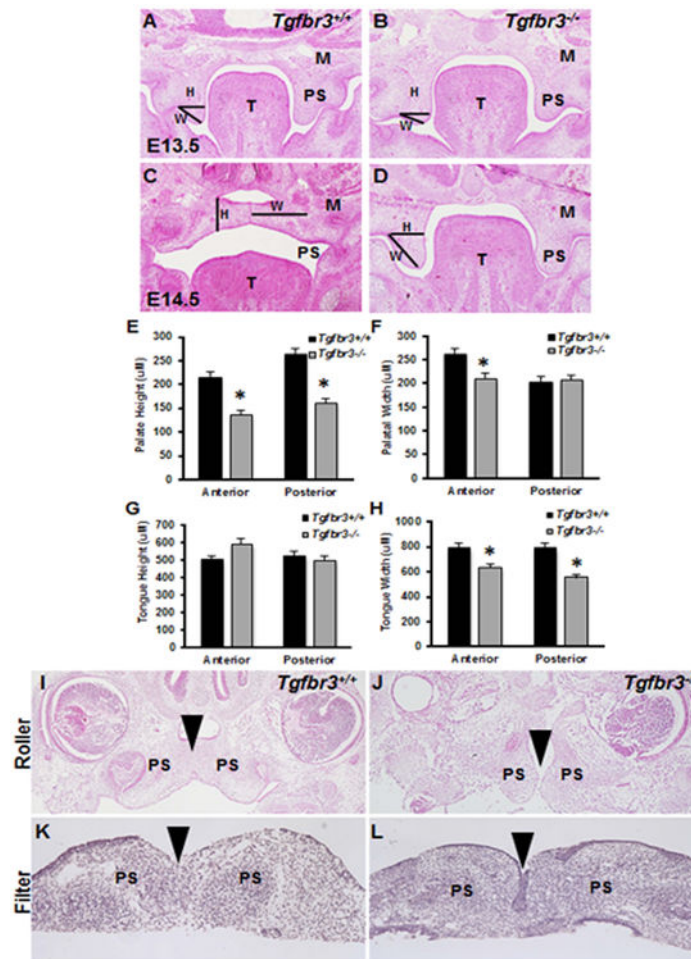 A Tgfbr3+/+ B Tgfbr3-/-
M M
H PS H PS
W T W T
E13.5
C D
H W M M
PS H PS
W
T T
E14.5
E F
300 Tgfbr3+/+ 300 Tgfbr3+/+
250 Tgfbr3-/- 250 Tgfbr3-/-
200 * * 200 *
150 150
100 100
50 50
0 0
Palate Height (uM) Palatal Width (uM)
Anterior Posterior Anterior Posterior
G H
700 Tgfbr3+/+ 1000 Tgfbr3+/+
600 Tgfbr3-/- 800 Tgfbr3-/-
500 600 * *
400 400
300 200
200 0
100
0
Tongue Height (uM) Tongue Width (uM)
Anterior Posterior Anterior Posterior
I Tgfbr3+/+ J Tgfbr3-
Roller
PS PS PS PS
K L
Filter
PS PS PS PS